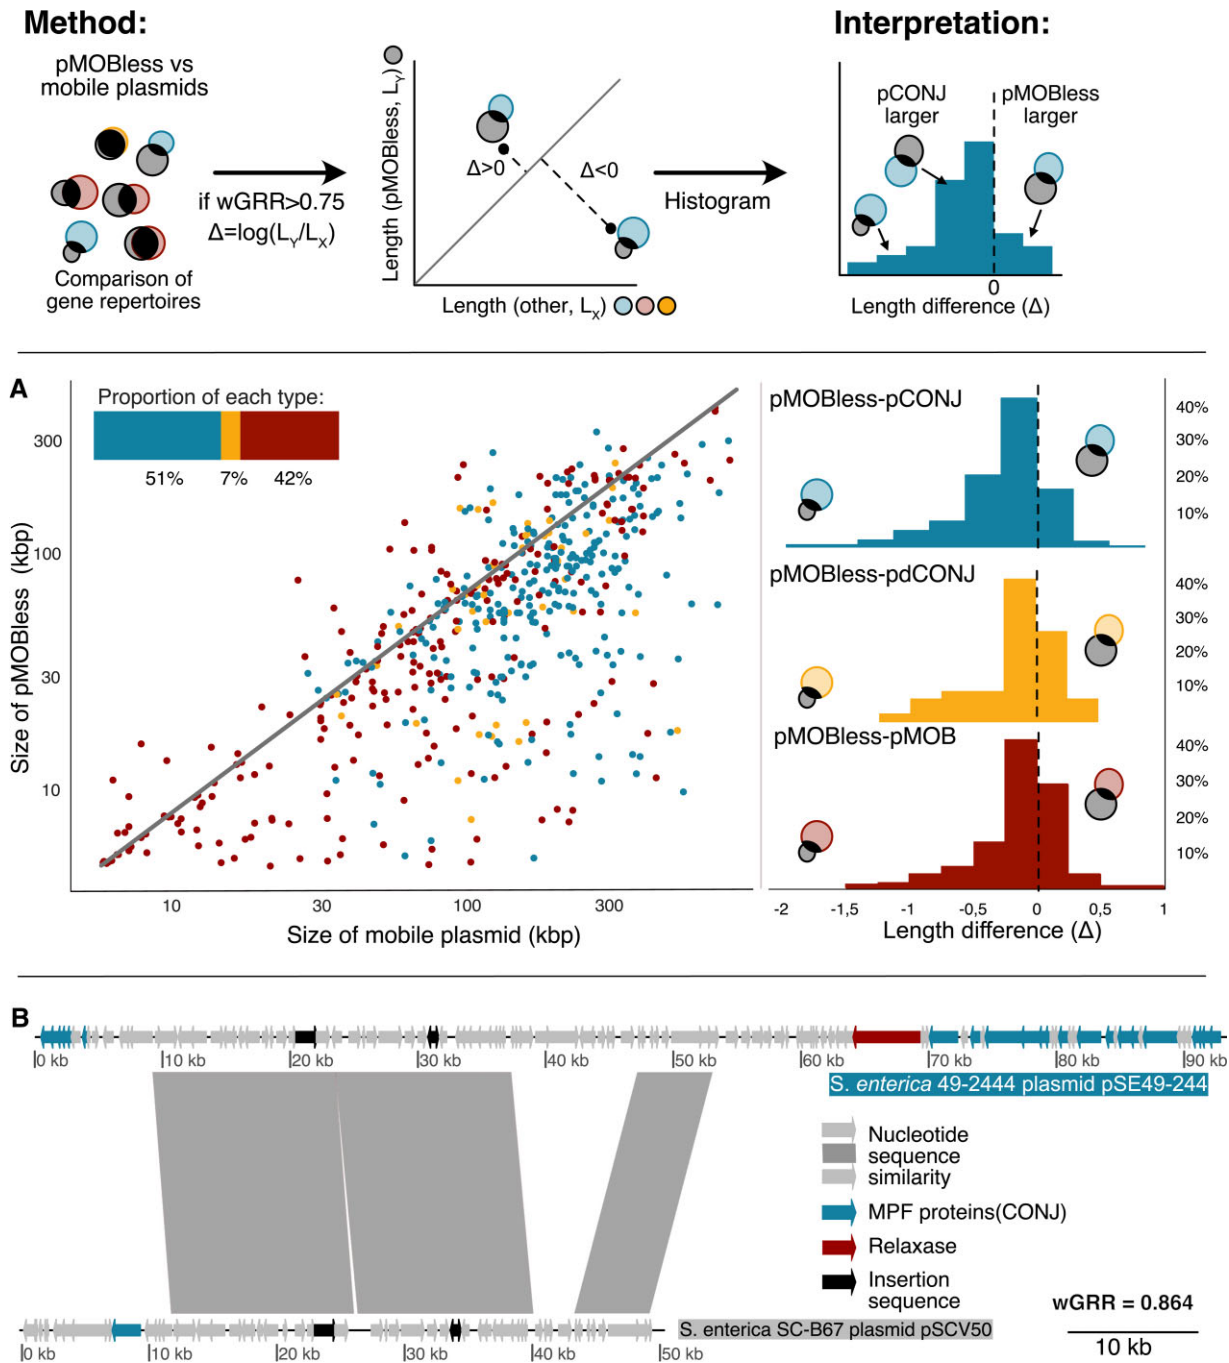 Method:
Interpretation:
pMOBless vs
mobile plasmids
if wGRR>0.75
Δ=log(LY/LX)
Comparison of
gene repertoires
Length (pMOBless, LY)
Δ>0
Δ<0
Length (other, LX)
Histogram
pCONJ
larger
pMOBless
larger
0
Length difference (Δ)
A
Proportion of each type:
51%
7%
42%
Size of pMOBless (kbp)
300
100
30
10
10
30
100
300
Size of mobile plasmid (kbp)
pMOBless-pCONJ
40%
30%
20%
10%
pMOBless-pdCONJ
40%
30%
20%
10%
pMOBless-pMOB
40%
30%
20%
10%
-2
-1,5
-1
-0,5
0
0,5
1
Length difference (Δ)
B
0 kb
10 kb
20 kb
30 kb
40 kb
50 kb
60 kb
70 kb
80 kb
90 kb
S. enterica 49-2444 plasmid pSE49-244
Nucleotide
sequence
similarity
MPF proteins(CONJ)
Relaxase
Insertion
sequence
wGRR = 0.864
10 kb
S. enterica SC-B67 plasmid pSCV50
0 kb
10 kb
20 kb
30 kb
40 kb
50 kb